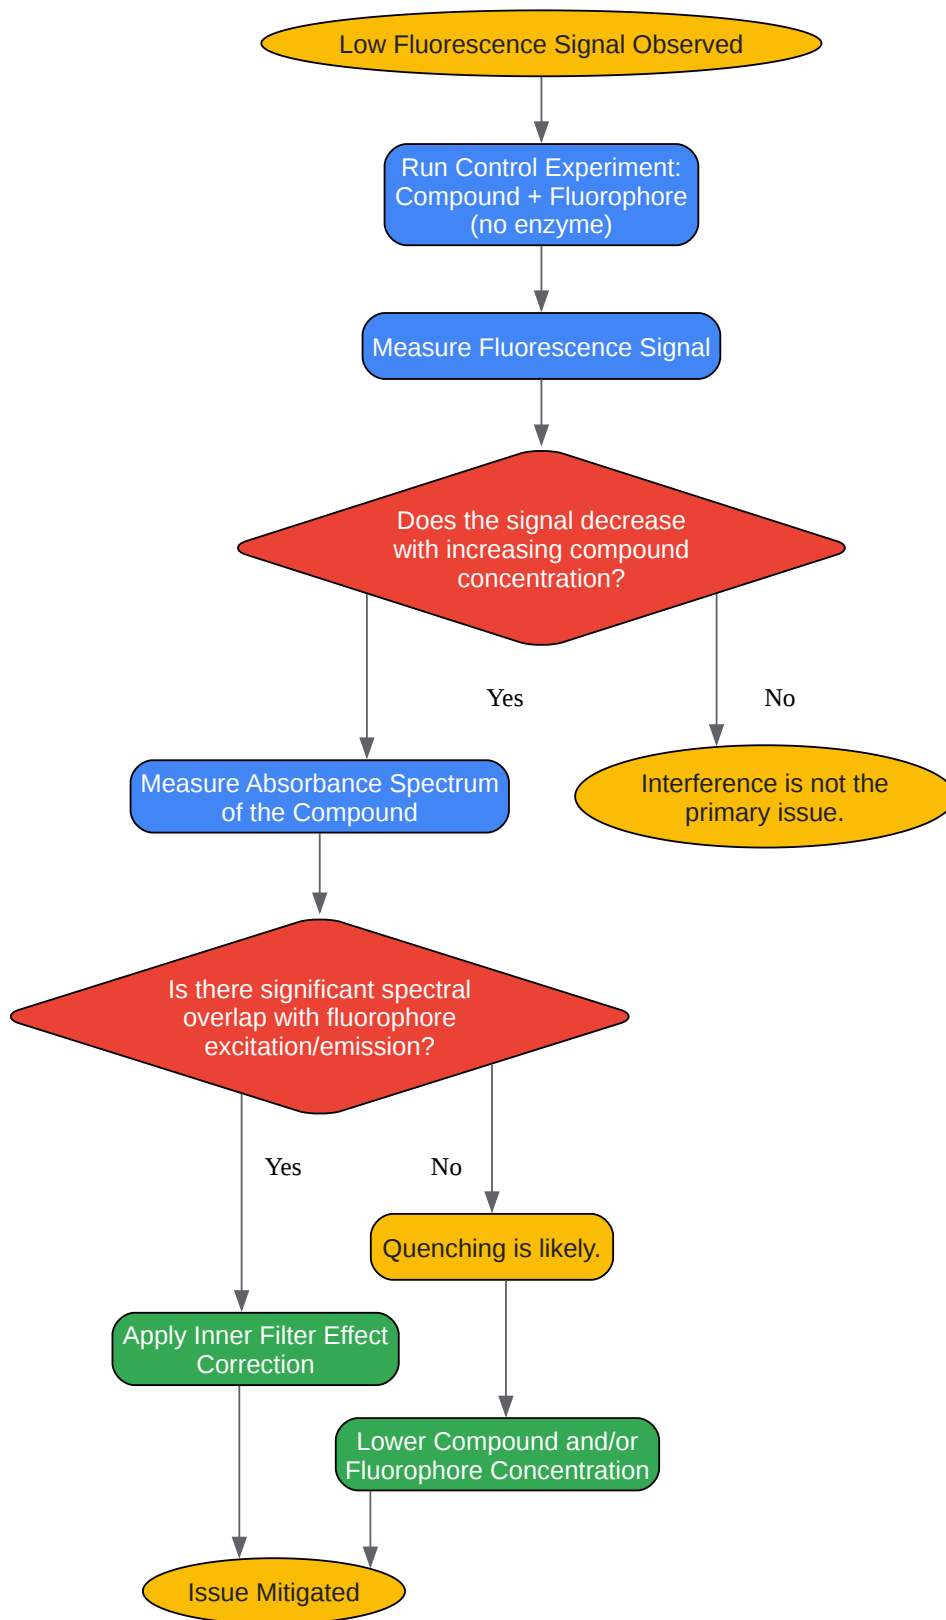 Low Fluorescence Signal Observed
Run Control Experiment:
Compound + Fluorophore
(no enzyme)
Measure Fluorescence Signal
Does the signal decrease
with increasing compound
concentration?
Yes
No
Measure Absorbance Spectrum
of the Compound
Interference is not the
primary issue.
Is there significant spectral
overlap with fluorophore
excitation/emission?
Yes
No
Quenching is likely.
Apply Inner Filter Effect
Correction
Lower Compound and/or
Fluorophore Concentration
Issue Mitigated